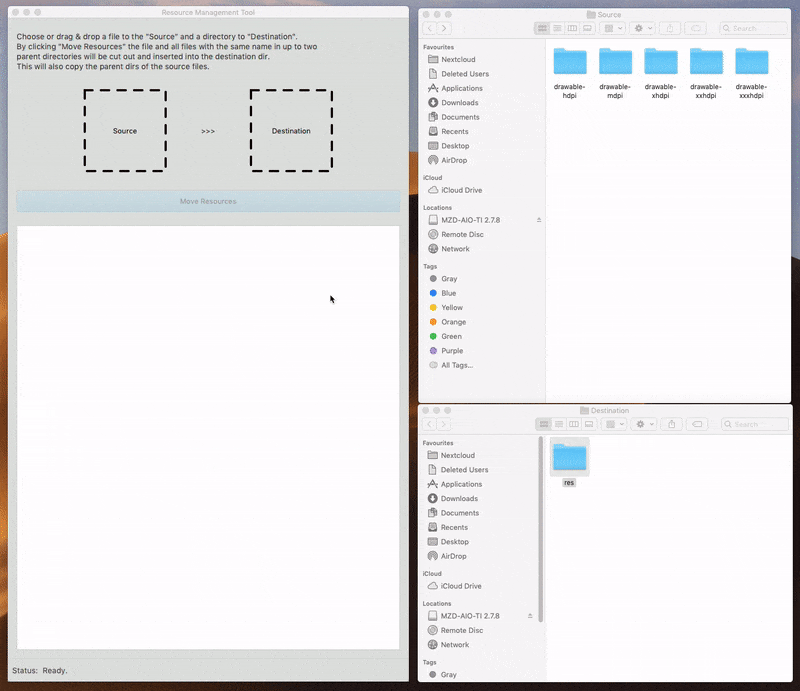 Resource Management Tool
Choose or drag & drop a file to the "Source" and a directory to "Destination".
By clicking "Move Resources" the file and all files with the same name in up to two
parent directories will be cut out and inserted into the destination dir.
This will also copy the parent dirs of the source files.
Source
>>>
Destination
Move Resources
Status: Ready.
Source
Search
Favourites
Nextcloud
Deleted Users
Applications
Downloads
Documents
Recents
Desktop
AirDrop
iCloud
iCloud Drive
Locations
MZD-AIO-TI 2.7.8
Remote Disc
Network
Tags
Gray
Blue
Yellow
Orange
Green
Purple
All Tags...
drawable-
hdpi
drawable-
mdpi
drawable-
xhdpi
drawable-
xxhdpi
drawable-
xxxhdpi
Destination
Search
Favourites
Nextcloud
Deleted Users
Applications
Downloads
Documents
Recents
Desktop
AirDrop
iCloud
iCloud Drive
Locations
MZD-AIO-TI 2.7.8
Remote Disc
Network
Tags
Gray
res